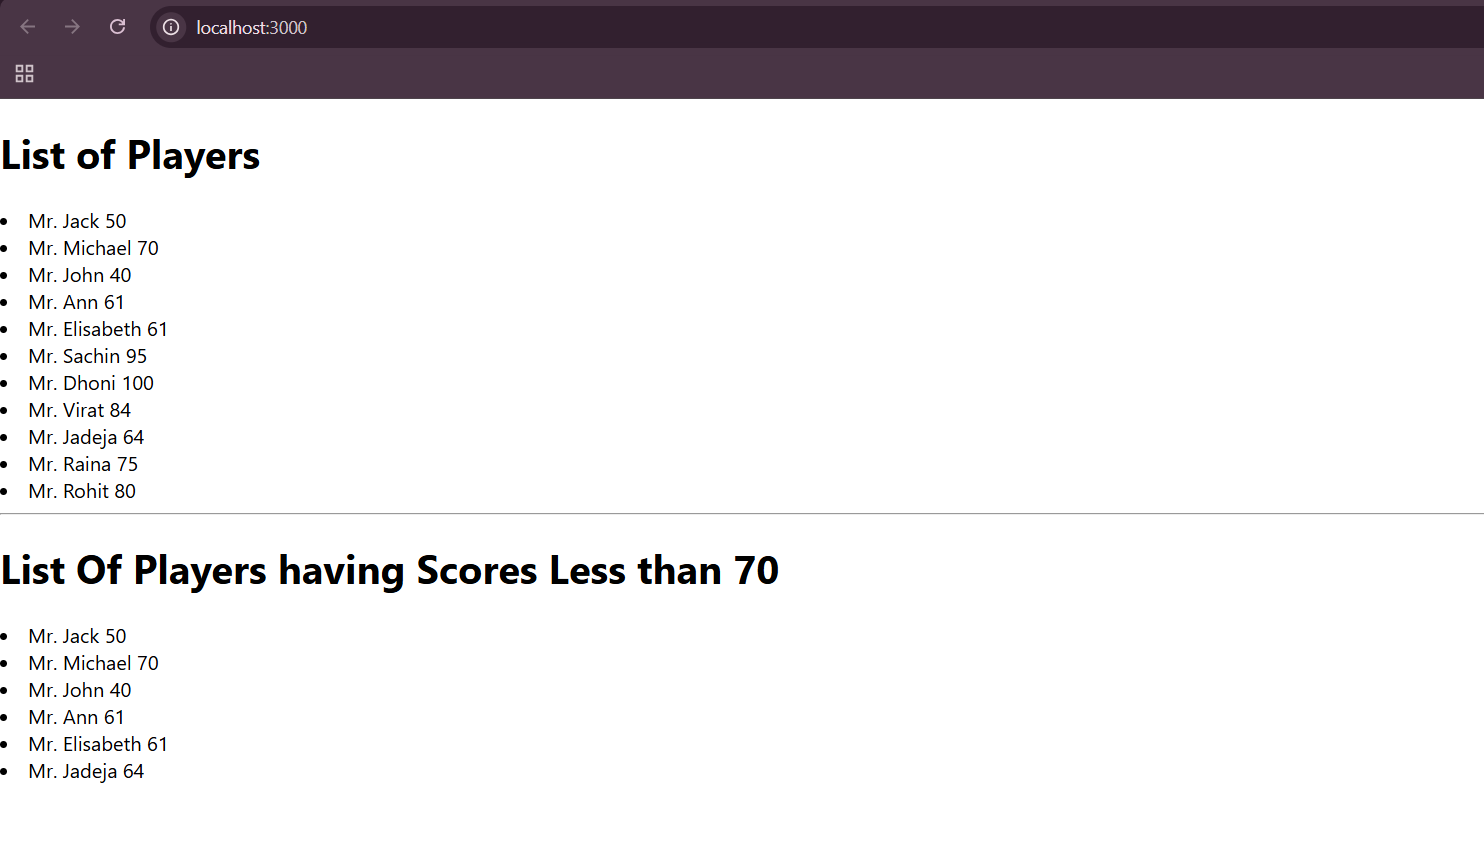 localhost:3000
List of Players
Mr. Jack 50
Mr. Michael 70
Mr. John 40
Mr. Ann 61
Mr. Elisabeth 61
Mr. Sachin 95
Mr. Dhoni 100
Mr. Virat 84
Mr. Jadeja 64
Mr. Raina 75
Mr. Rohit 80
List Of Players having Scores Less than 70
Mr. Jack 50
Mr. Michael 70
Mr. John 40
Mr. Ann 61
Mr. Elisabeth 61
Mr. Jadeja 64